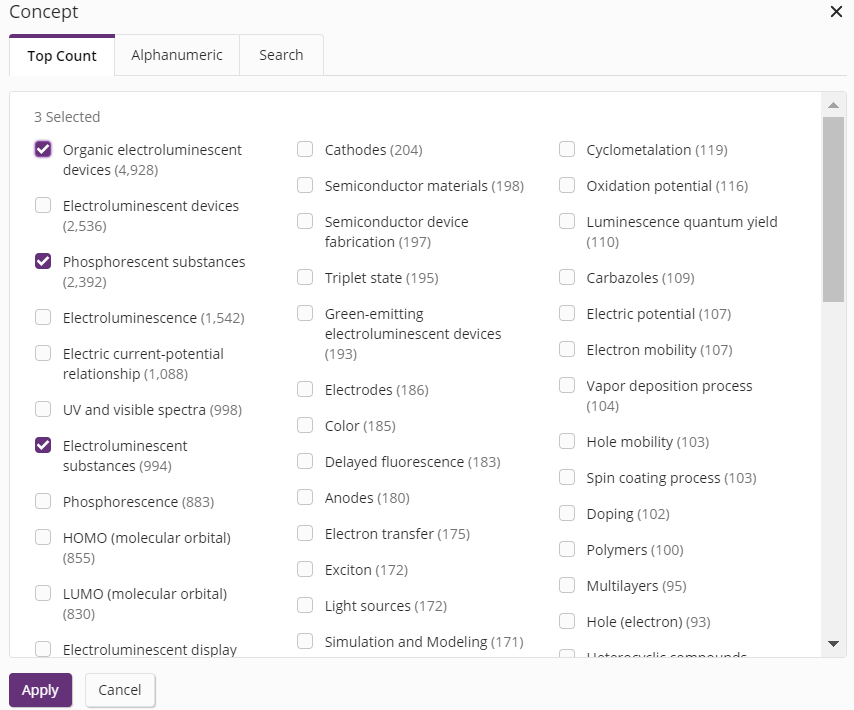 Concept
Top Count
Alphanumeric
Search
3 Selected
Organic electroluminescent
devices (4,928)
Electroluminescent devices
(2,536)
Phosphorescent substances
(2,392)
Electroluminescence (1,542)
Electric current-potential
relationship (1,088)
UV and visible spectra (998)
Electroluminescent
substances (994)
Phosphorescence (883)
HOMO (molecular orbital)
(855)
LUMO (molecular orbital)
(830)
Electroluminescent display
Cathodes (204)
Semiconductor materials (198)
Semiconductor device
fabrication (197)
Triplet state (195)
Green-emitting
electroluminescent devices
(193)
Electrodes (186)
Color (185)
Delayed fluorescence (183)
Anodes (180)
Electron transfer (175)
Exciton (172)
Light sources (172)
Simulation and Modeling (171)
Cyclometalation (119)
Oxidation potential (116)
Luminescence quantum yield
(110)
Carbazoles (109)
Electric potential (107)
Electron mobility (107)
Vapor deposition process
(104)
Hole mobility (103)
Spin coating process (103)
Doping (102)
Polymers (100)
Multilayers (95)
Hole (electron) (93)
Heterocyclic compounds
Apply
Cancel